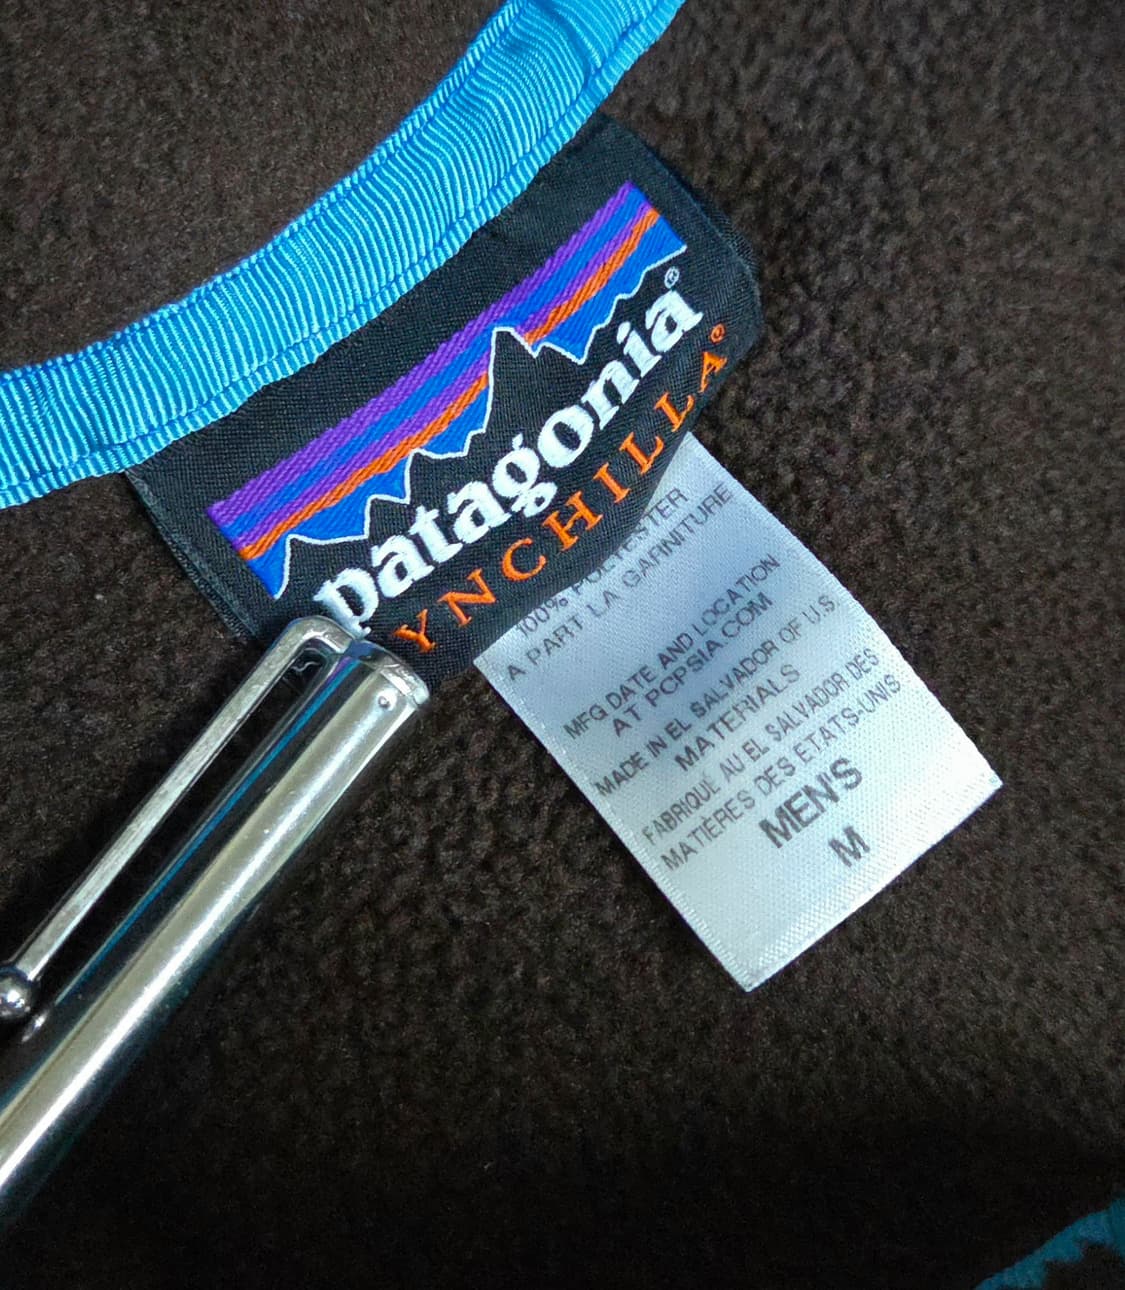 patagonia®
YNCHILLA®
100% POLYESTER
A PART LA GARNITURE
MFG DATE AND LOCATION
AT PCPSIA.COM
MADE IN EL SALVADOR OF U.S.
MATERIALS
FABRIQUÉ AU EL SALVADOR DES
MATIÈRES DES ÉTATS-UNIS
MEN'S
M